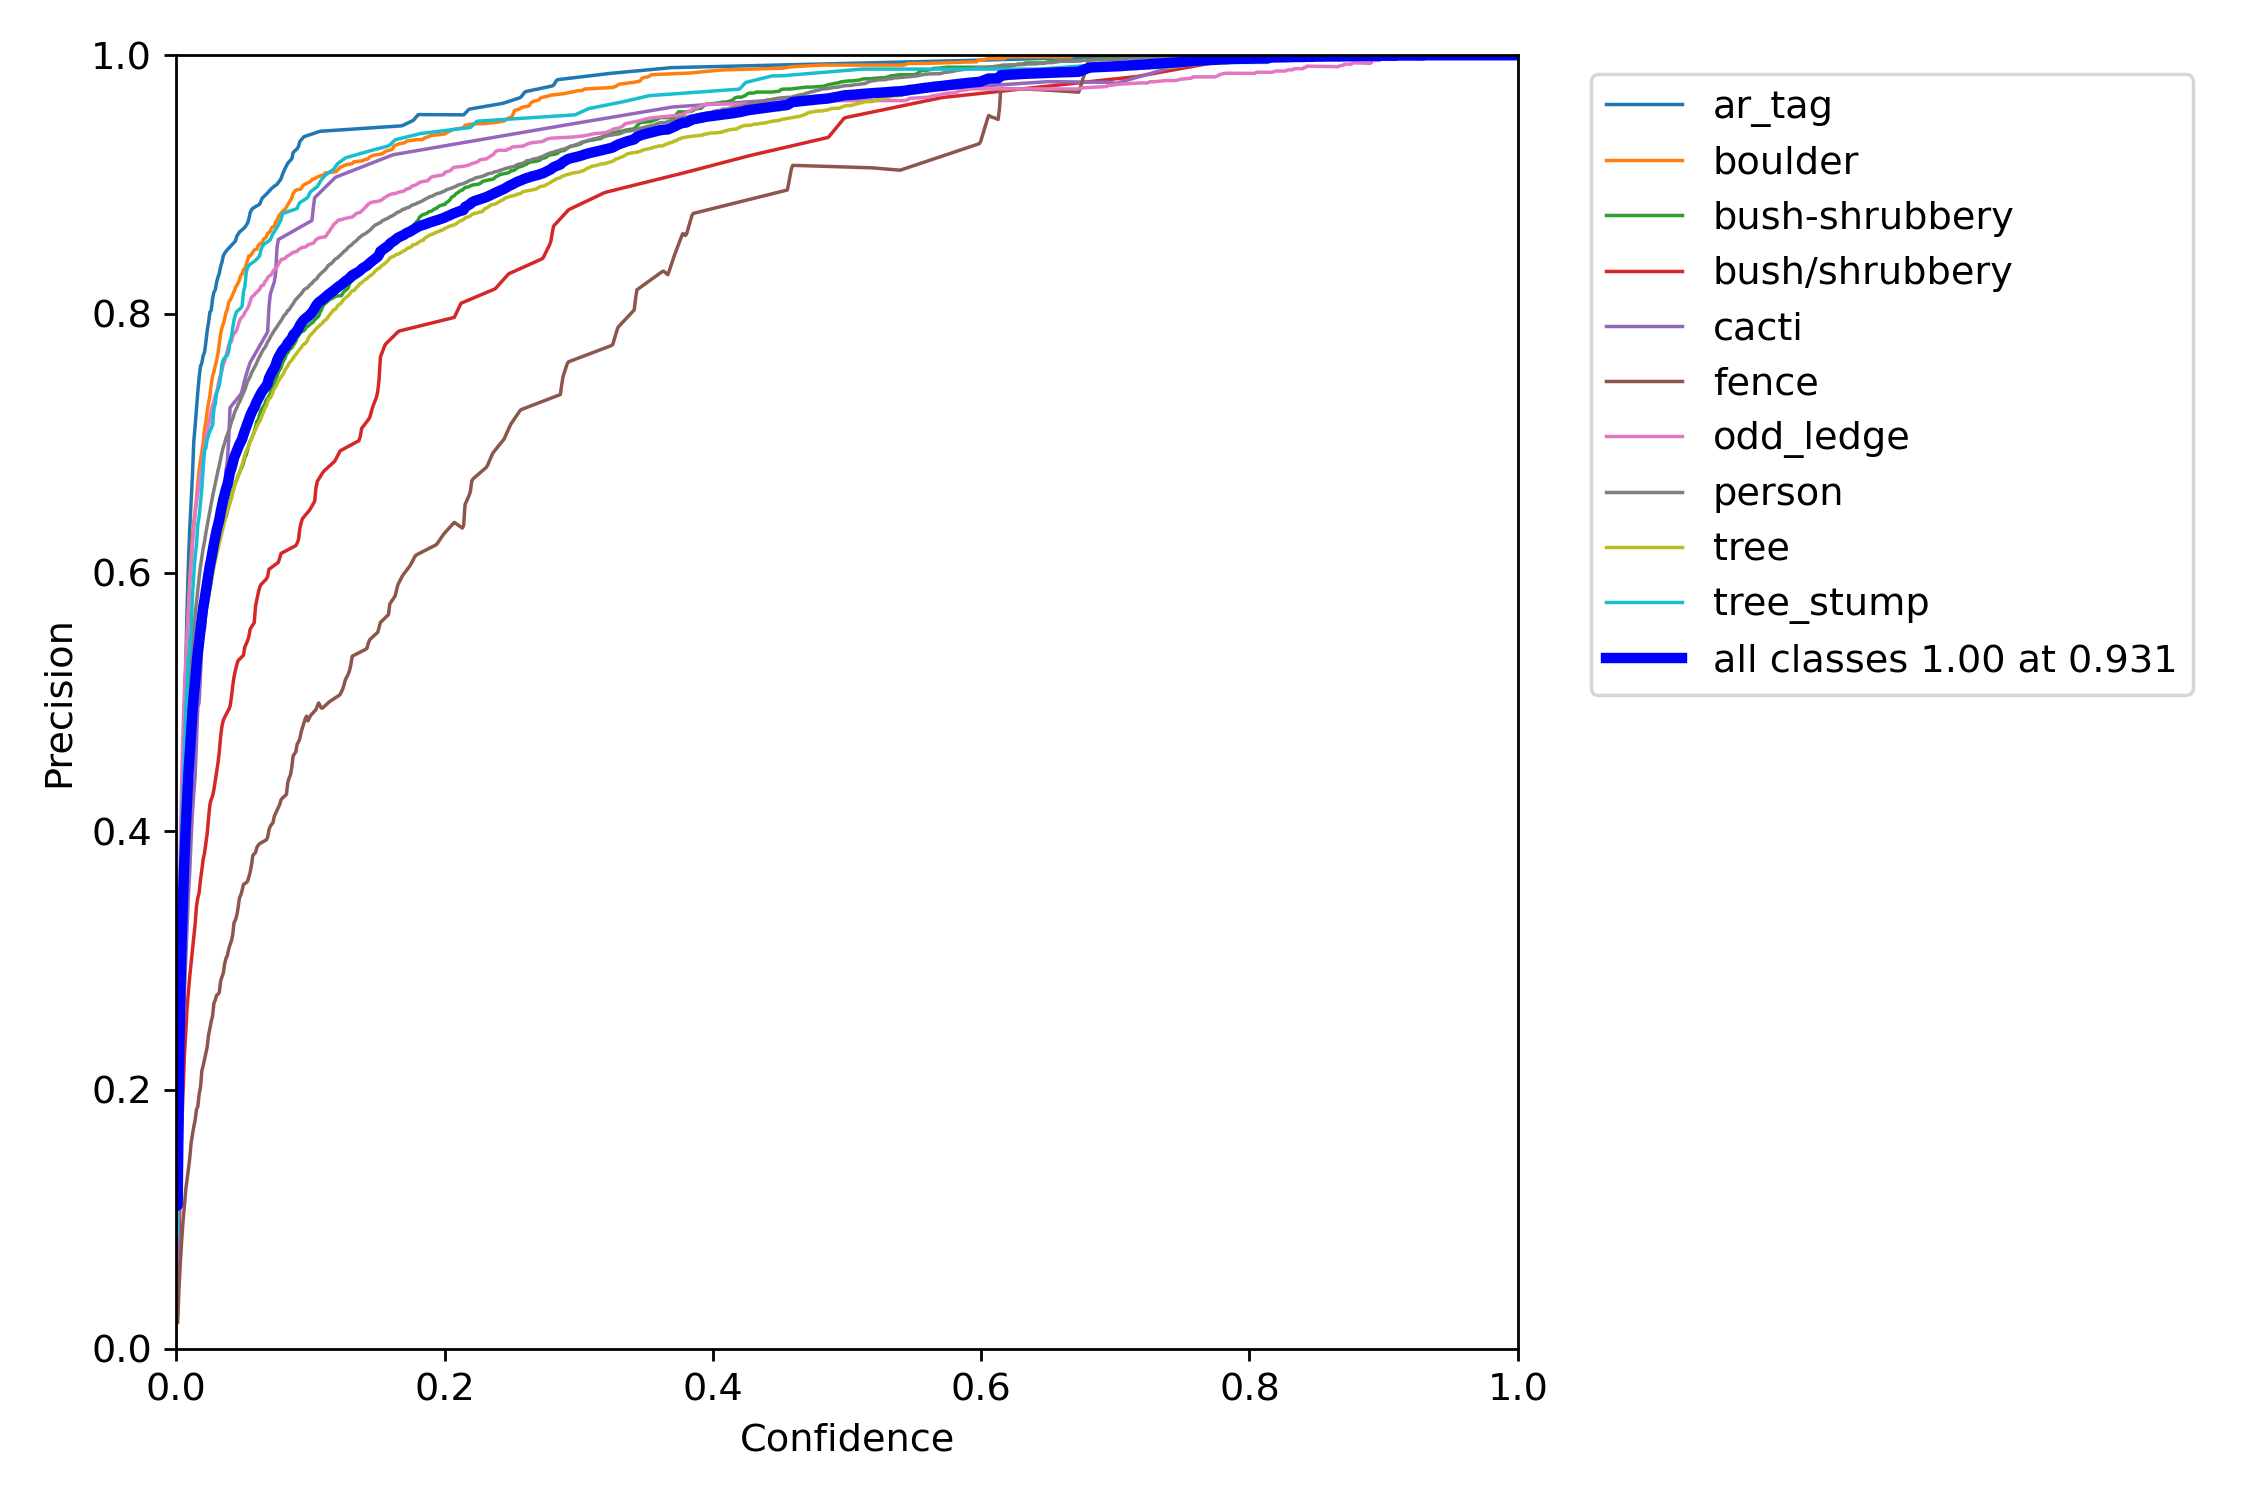 1.0
0.8
0.6
0.4
0.2
0.0
0.0 0.2 0.4 0.6 0.8 1.0
Precision
Confidence
ar_tag
boulder
bush-shrubbery
bush/shrubbery
cacti
fence
odd_ledge
person
tree
tree_stump
all classes 1.00 at 0.931